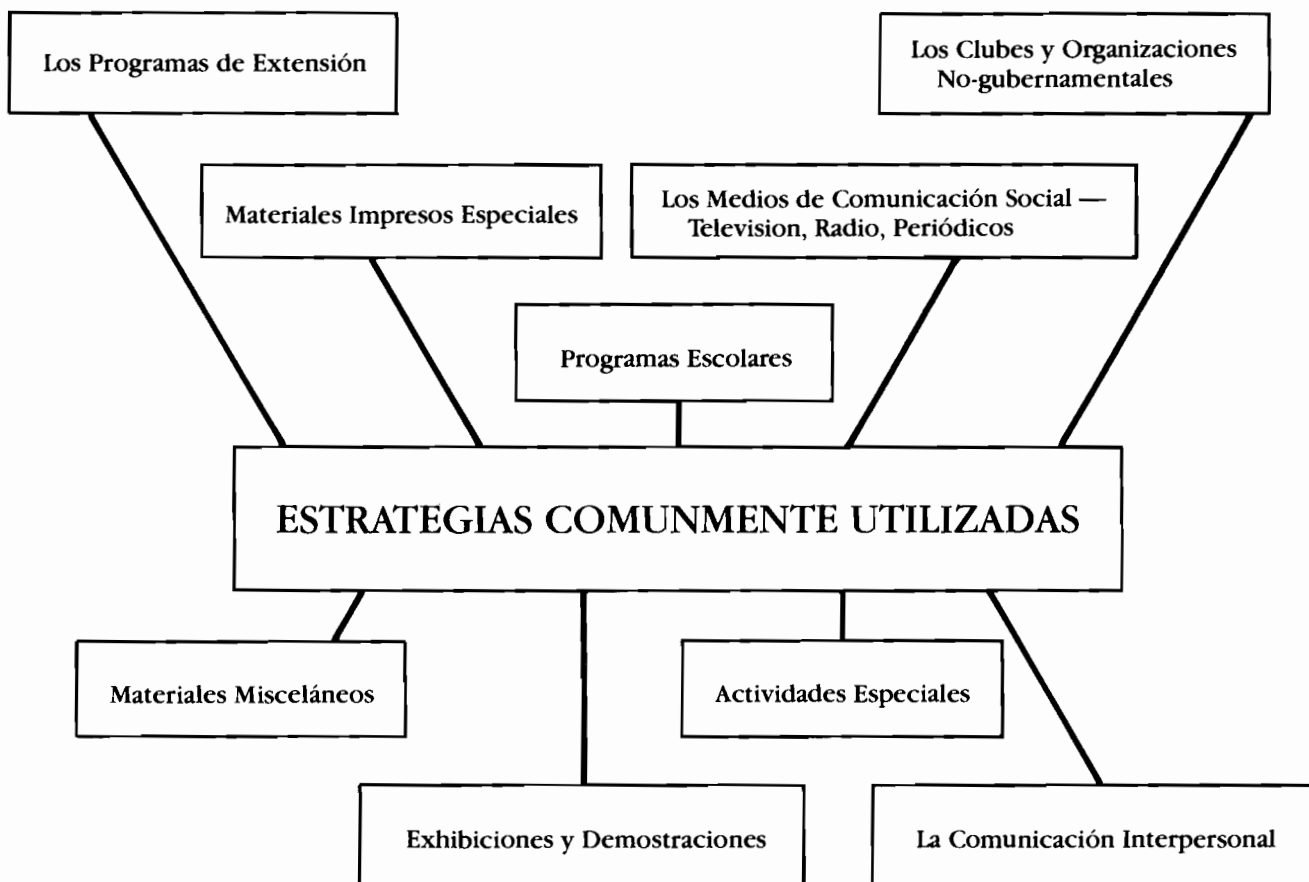 Los Programas de Extensión
Los Clubes y Organizaciones
No-gubernamentales
Materiales Impresos Especiales
Los Medios de Comunicación Social —
Television, Radio, Periódicos
Programas Escolares
ESTRATEGIAS COMUNMENTE UTILIZADAS
Materiales Misceláneos
Actividades Especiales
Exhibiciones y Demostraciones
La Comunicación Interpersonal